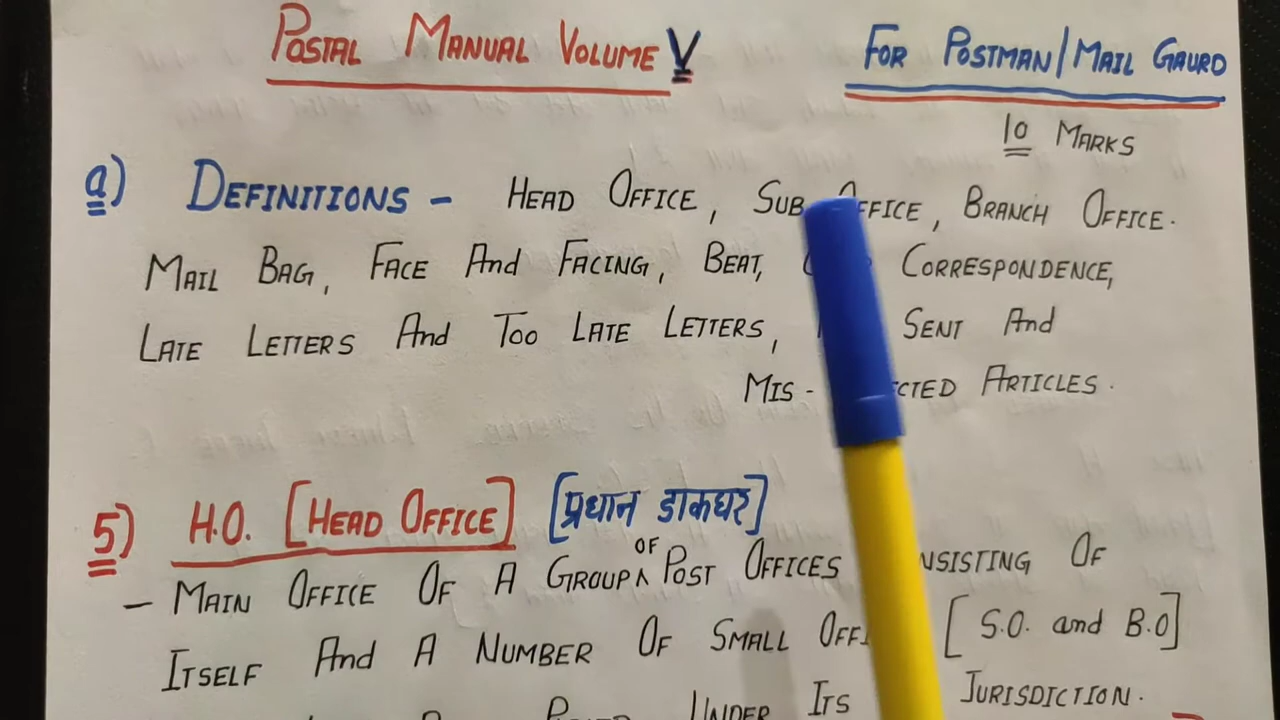 POSTAL MANUAL VOLUME V
FOR POSTMAN/MAIL GAURD
10 MARKS
a) DEFINITIONS - HEAD OFFICE, SUB OFFICE, BRANCH OFFICE.
MAIL BAG, FACE And FACING, BEAT, CORRESPONDENCE,
LATE LETTERS And Too LATE LETTERS, SENT And
MIS - ARTICLES.
5) H.O. [HEAD OFFICE] [प्रधान डाकघर]
- MAIN OFFICE OF A GROUP OF POST OFFICES CONSISTING OF
ITSELF And A NUMBER OF SMALL [S.O. and B.O]
UNDER ITS JURISDICTION.